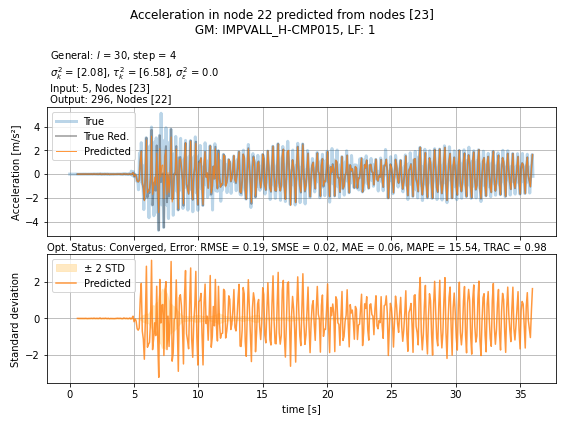 Acceleration in node 22 predicted from nodes [23]
GM: IMPVALL_H-CMP015, LF: 1
General: l = 30, step = 4
σ²ₖ = [2.08], τ²ₖ = [6.58], σ²ε = 0.0
Input: 5, Nodes [23]
Output: 296, Nodes [22]
True
True Red.
Predicted
Acceleration [m/s²]
4
2
0
−2
−4
Opt. Status: Converged, Error: RMSE = 0.19, SMSE = 0.02, MAE = 0.06, MAPE = 15.54, TRAC = 0.98
± 2 STD
Predicted
Standard deviation
2
0
−2
0 5 10 15 20 25 30 35
time [s]